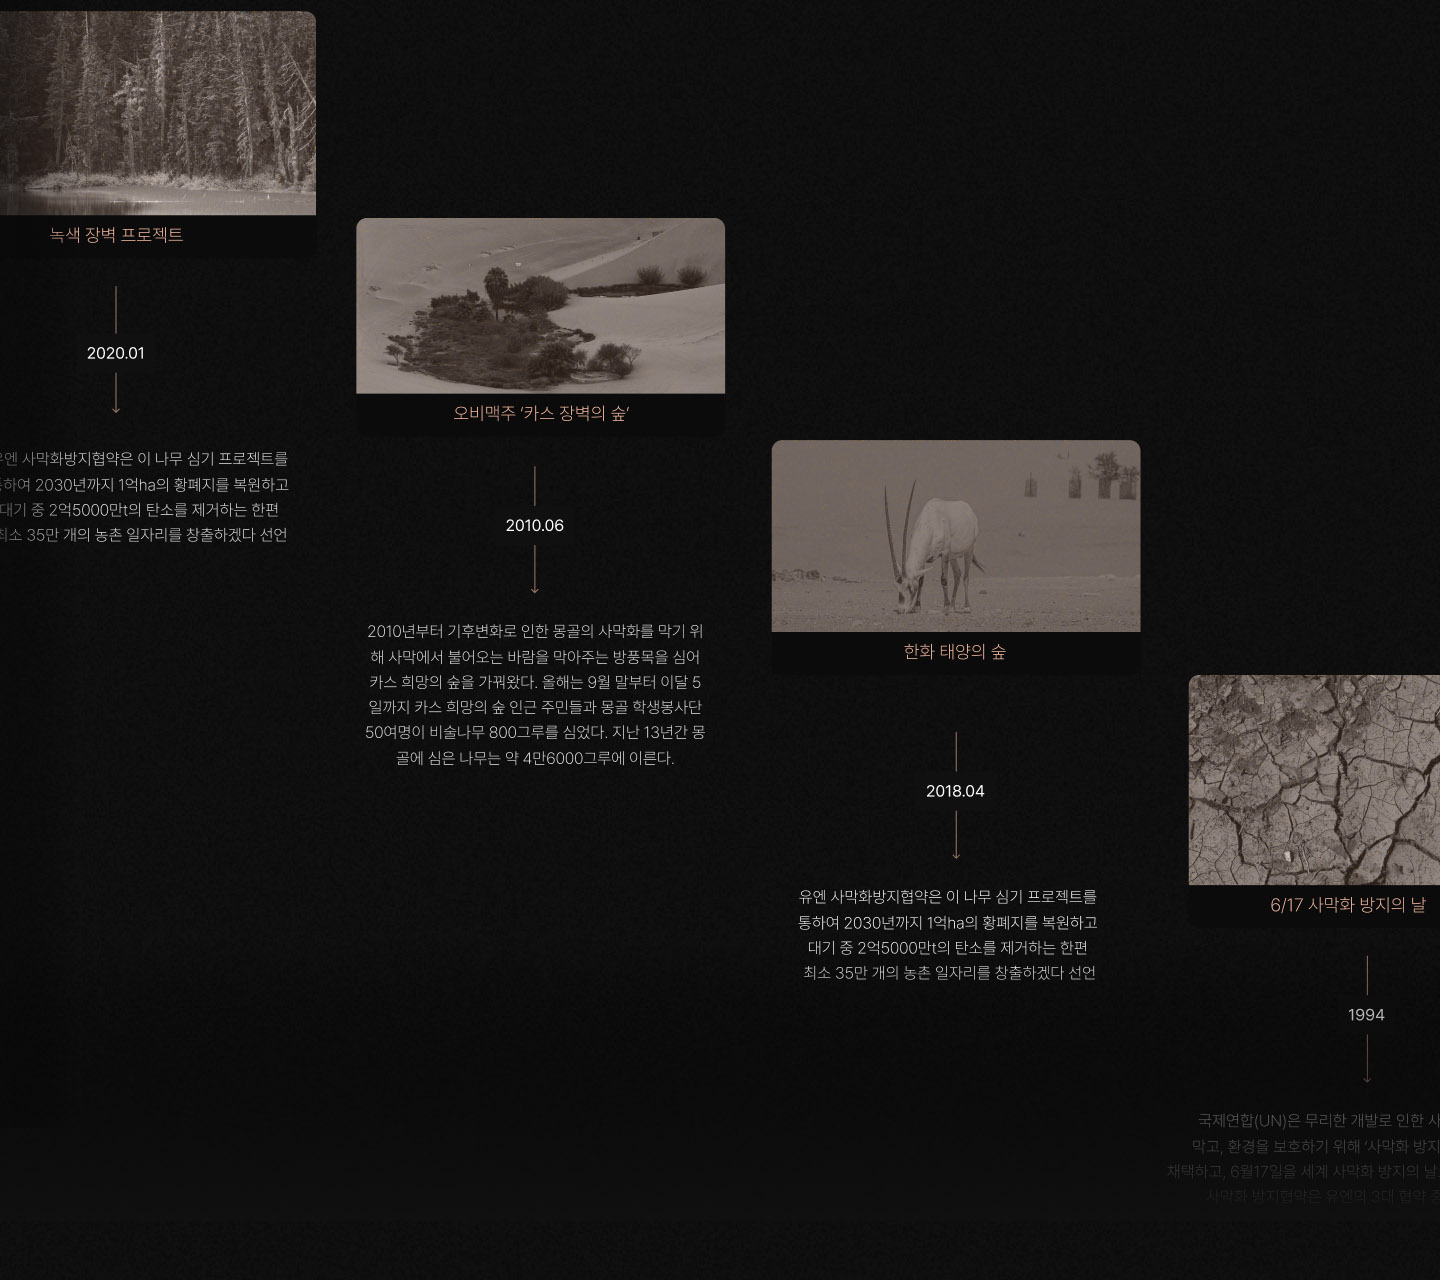 녹색 장벽 프로젝트
2020.01
사막화방지협약은 이 나무 심기 프로젝트를
2030년까지 1억ha의 황폐지를 복원하고
대기 중 2억5000만t의 탄소를 제거하는 한편
최소 35만 개의 농촌 일자리를 창출하겠다 선언
오비맥주 ‘카스 장벽의 숲’
2010.06
2010년부터 기후변화로 인한 몽골의 사막화를 막기 위
해 사막에서 불어오는 바람을 막아주는 방풍목을 심어
카스 희망의 숲을 가꿔왔다. 올해는 9월 말부터 이달 5
일까지 카스 희망의 숲 인근 주민들과 몽골 학생봉사단
50여명이 비술나무 800그루를 심었다. 지난 13년간 몽
골에 심은 나무는 약 4만6000그루에 이른다.
한화 태양의 숲
2018.04
유엔 사막화방지협약은 이 나무 심기 프로젝트를
통하여 2030년까지 1억ha의 황폐지를 복원하고
대기 중 2억5000만t의 탄소를 제거하는 한편
최소 35만 개의 농촌 일자리를 창출하겠다 선언
6/17 사막화 방지의 날
1994
국제연합(UN)은 무리한 개발로 인한 사
막고, 환경을 보호하기 위해 ‘사막화 방지
채택하고, 6월17일을 세계 사막화 방지의 날
사막화 방지협약은 유엔의 3대 협약 중